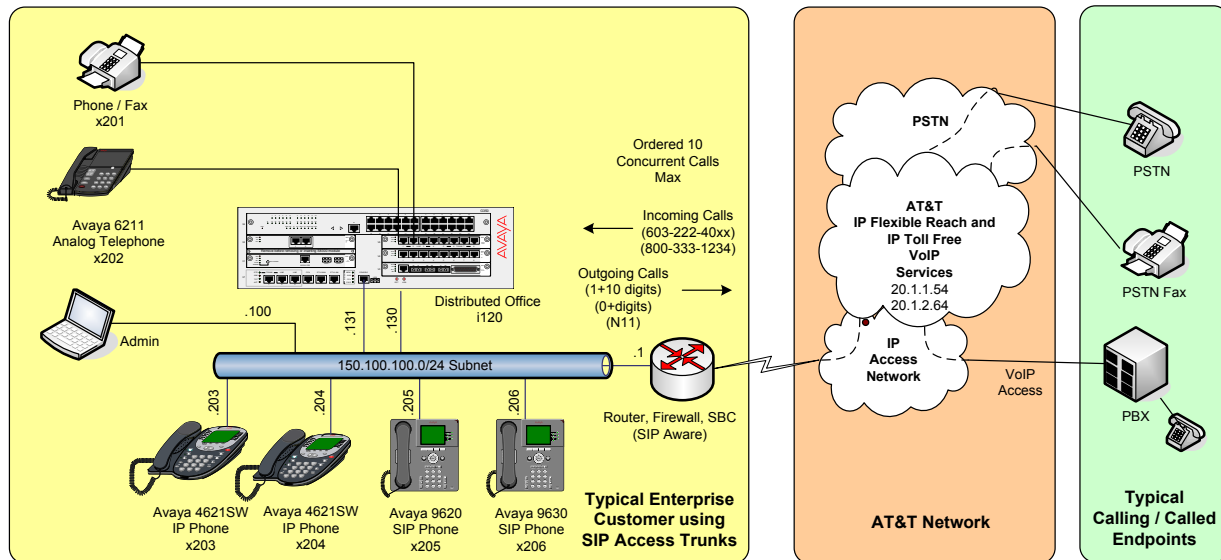 Phone / Fax
x201
Avaya 6211
Analog Telephone
x202
Admin
.100
AVAYA
Distributed Office
i120
.131
.130
Ordered 10
Concurrent Calls
Max
Incoming Calls
(603-222-40xx)
(800-333-1234)
Outgoing Calls
(1+10 digits)
(0+digits)
(N11)
150.100.100.0/24 Subnet
.1
Router, Firewall, SBC
(SIP Aware)
.203
.204
.205
.206
Avaya 4621SW
IP Phone
x203
Avaya 4621SW
IP Phone
x204
Avaya 9620
SIP Phone
x205
Avaya 9630
SIP Phone
x206
Typical Enterprise
Customer using
SIP Access Trunks
PSTN
AT&T
IP Flexible Reach and
IP Toll Free
VoIP
Services
20.1.1.54
20.1.2.64
IP
Access
Network
VoIP
Access
AT&T Network
PSTN
PSTN Fax
PBX
Typical
Calling / Called
Endpoints